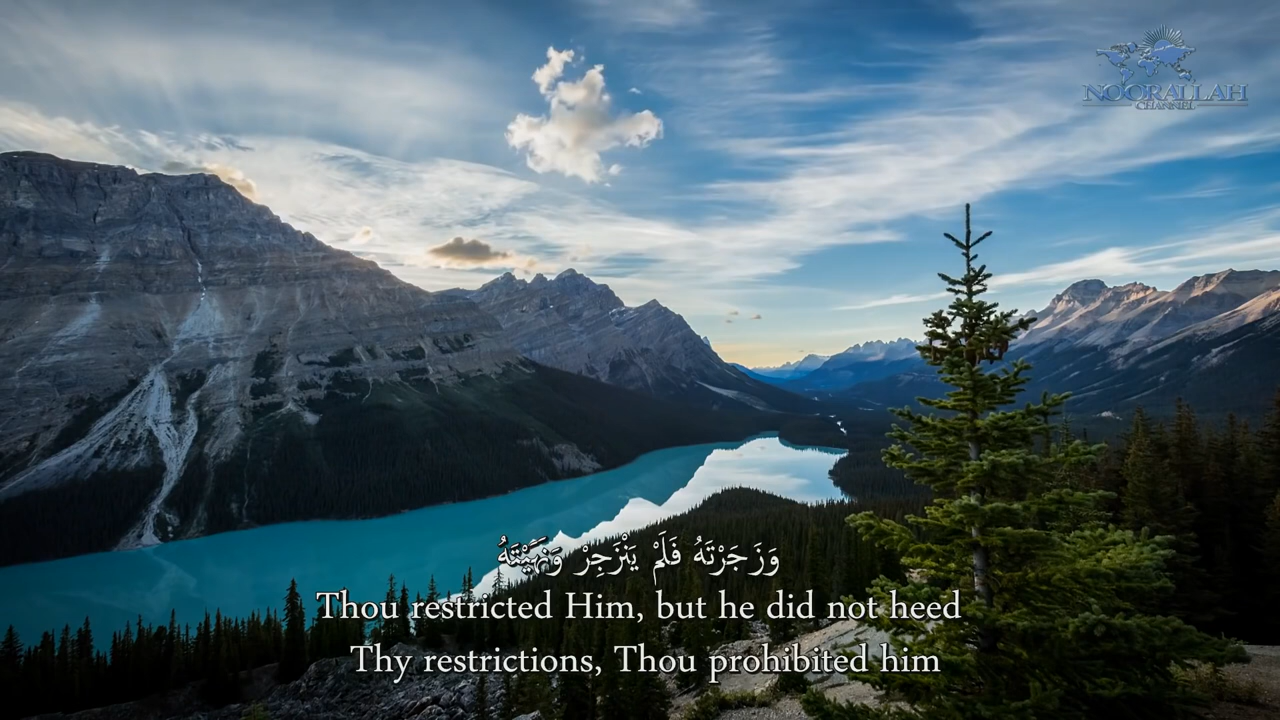 NOORALLAH
CHANNEL
وَزَجَرْتَهُ فَلَمْ يَنْزَجِرْ وَنَهَيْتَهُ
Thou restricted Him, but he did not heed
Thy restrictions, Thou prohibited him